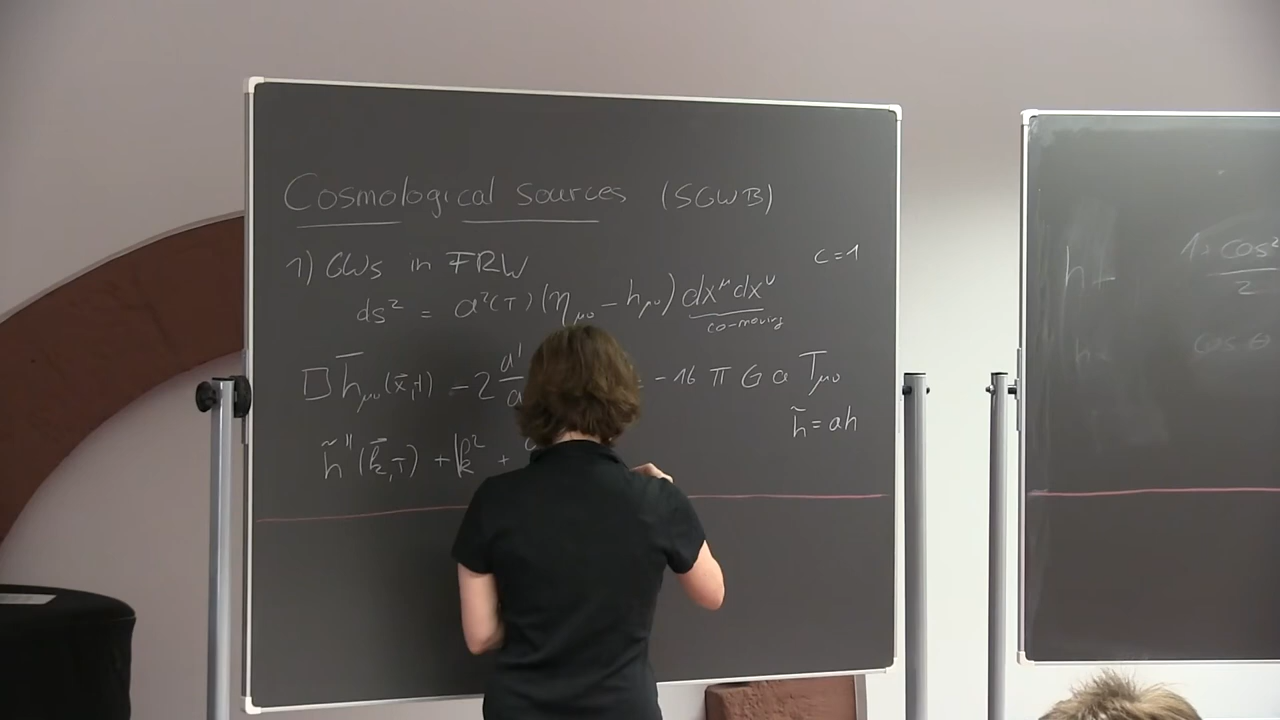 Cosmological sources (SGWB)
1) GWs in FRW
c=1
ds² = a²(τ) (η_μν − h_μν) dx^μ dx^ν
co-moving
□ h̄_μν (x⃗,t) − 2 a'/a
= −16 π G a T_μν
h̃ = ah
h̃'' (k⃗,τ) + k² +
h+
1+cos²
2
h
cos θ